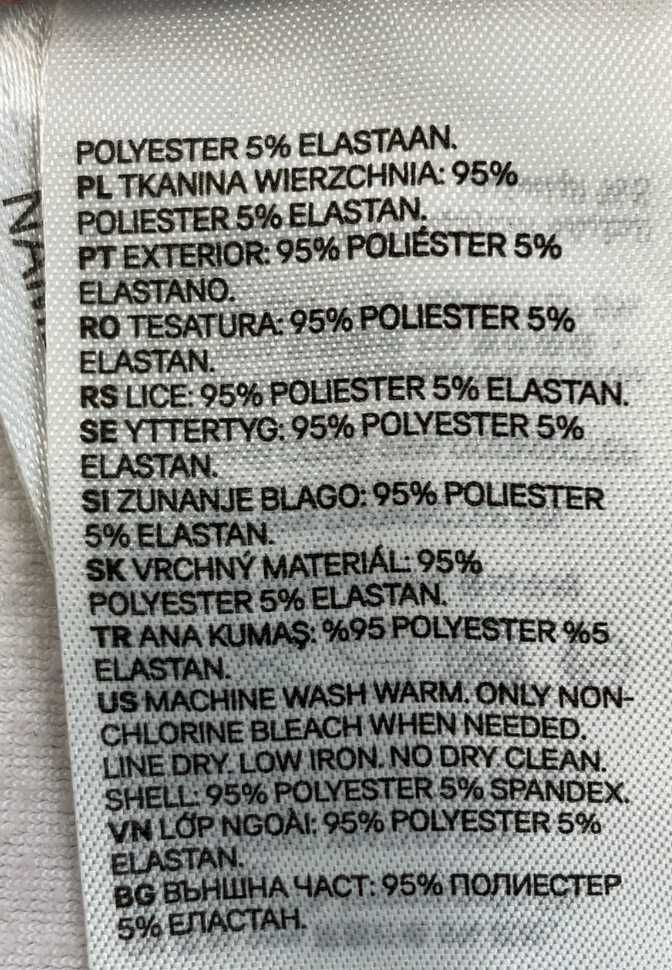 POLYESTER 5% ELASTAAN.
PL TKANINA WIERZCHNIA: 95%
POLIESTER 5% ELASTAN.
PT EXTERIOR: 95% POLIÉSTER 5%
ELASTANO.
RO TESATURA: 95% POLIESTER 5%
ELASTAN.
RS LICE: 95% POLIESTER 5% ELASTAN.
SE YTTERTYG: 95% POLYESTER 5%
ELASTAN.
SI ZUNANJE BLAGO: 95% POLIESTER
5% ELASTAN.
SK VRCHNÝ MATERIÁL: 95%
POLYESTER 5% ELASTAN.
TR ANA KUMAŞ: %95 POLYESTER %5
ELASTAN.
US MACHINE WASH WARM. ONLY NON-
CHLORINE BLEACH WHEN NEEDED.
LINE DRY. LOW IRON. NO DRY CLEAN.
SHELL: 95% POLYESTER 5% SPANDEX.
VN LỚP NGOÀI: 95% POLYESTER 5%
ELASTAN.
BG ВЪНШНА ЧАСТ: 95% ПОЛИЕСТЕР
5% ЕЛАСТАН.